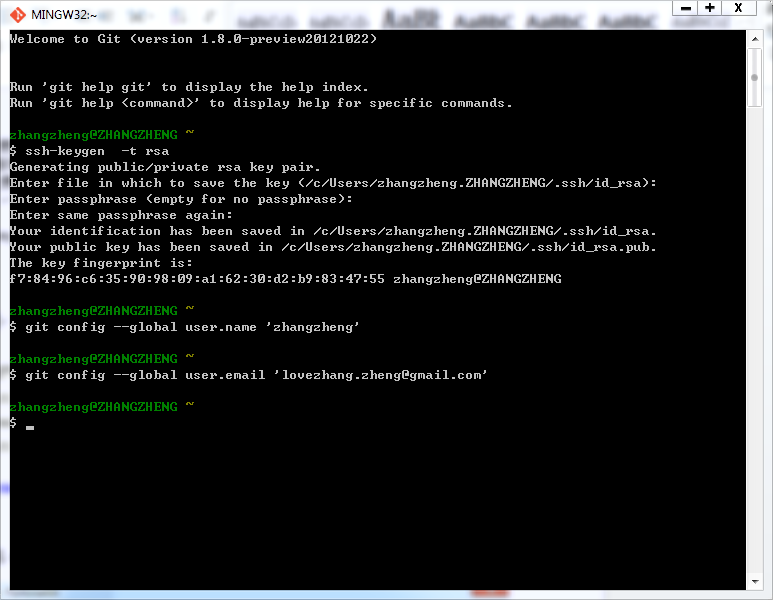 MINGW32:~
Welcome to Git (version 1.8.0-preview20121022)
Run 'git help git' to display the help index.
Run 'git help <command>' to display help for specific commands.
zhangzheng@ZHANGZHENG ~
$ ssh-keygen  -t rsa
Generating public/private rsa key pair.
Enter file in which to save the key (/c/Users/zhangzheng.ZHANGZHENG/.ssh/id_rsa):
Enter passphrase (empty for no passphrase):
Enter same passphrase again:
Your identification has been saved in /c/Users/zhangzheng.ZHANGZHENG/.ssh/id_rsa.
Your public key has been saved in /c/Users/zhangzheng.ZHANGZHENG/.ssh/id_rsa.pub.
The key fingerprint is:
f7:84:96:c6:35:90:98:09:a1:62:30:d2:b9:83:47:55 zhangzheng@ZHANGZHENG
zhangzheng@ZHANGZHENG ~
$ git config --global user.name 'zhangzheng'
zhangzheng@ZHANGZHENG ~
$ git config --global user.email 'lovezhang.zheng@gmail.com'
zhangzheng@ZHANGZHENG ~
$